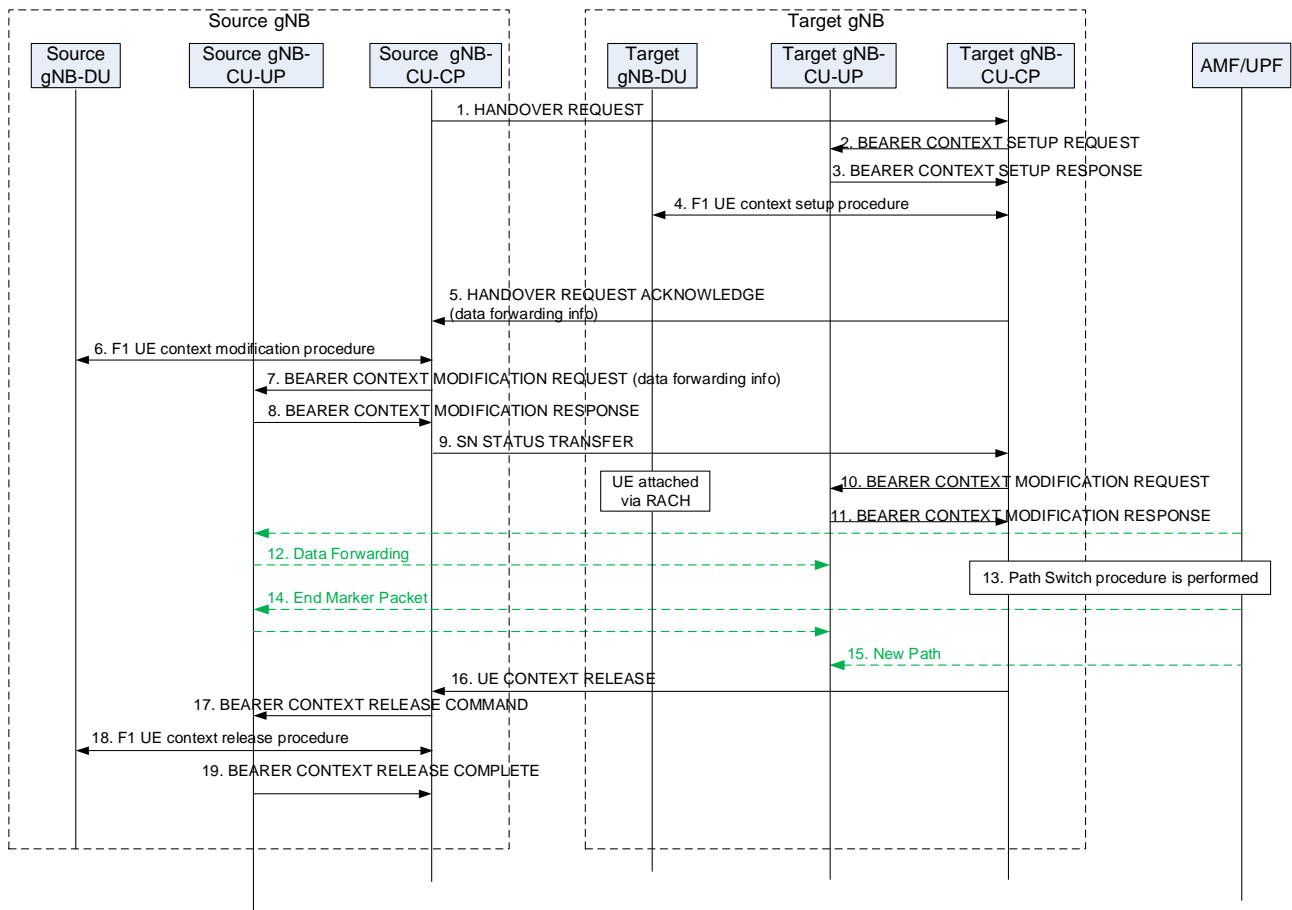 Source gNB
Target gNB
Source
gNB-DU
Source gNB-
CU-UP
Source gNB-
CU-CP
Target
gNB-DU
Target gNB-
CU-UP
Target gNB-
CU-CP
AMF/UPF
1. HANDOVER REQUEST
2. BEARER CONTEXT SETUP REQUEST
3. BEARER CONTEXT SETUP RESPONSE
4. F1 UE context setup procedure
5. HANDOVER REQUEST ACKNOWLEDGE
(data forwarding info)
6. F1 UE context modification procedure
7. BEARER CONTEXT MODIFICATION REQUEST (data forwarding info)
8. BEARER CONTEXT MODIFICATION RESPONSE
9. SN STATUS TRANSFER
UE attached
via RACH
10. BEARER CONTEXT MODIFICATION REQUEST
11. BEARER CONTEXT MODIFICATION RESPONSE
12. Data Forwarding
13. Path Switch procedure is performed
14. End Marker Packet
15. New Path
16. UE CONTEXT RELEASE
17. BEARER CONTEXT RELEASE COMMAND
18. F1 UE context release procedure
19. BEARER CONTEXT RELEASE COMPLETE